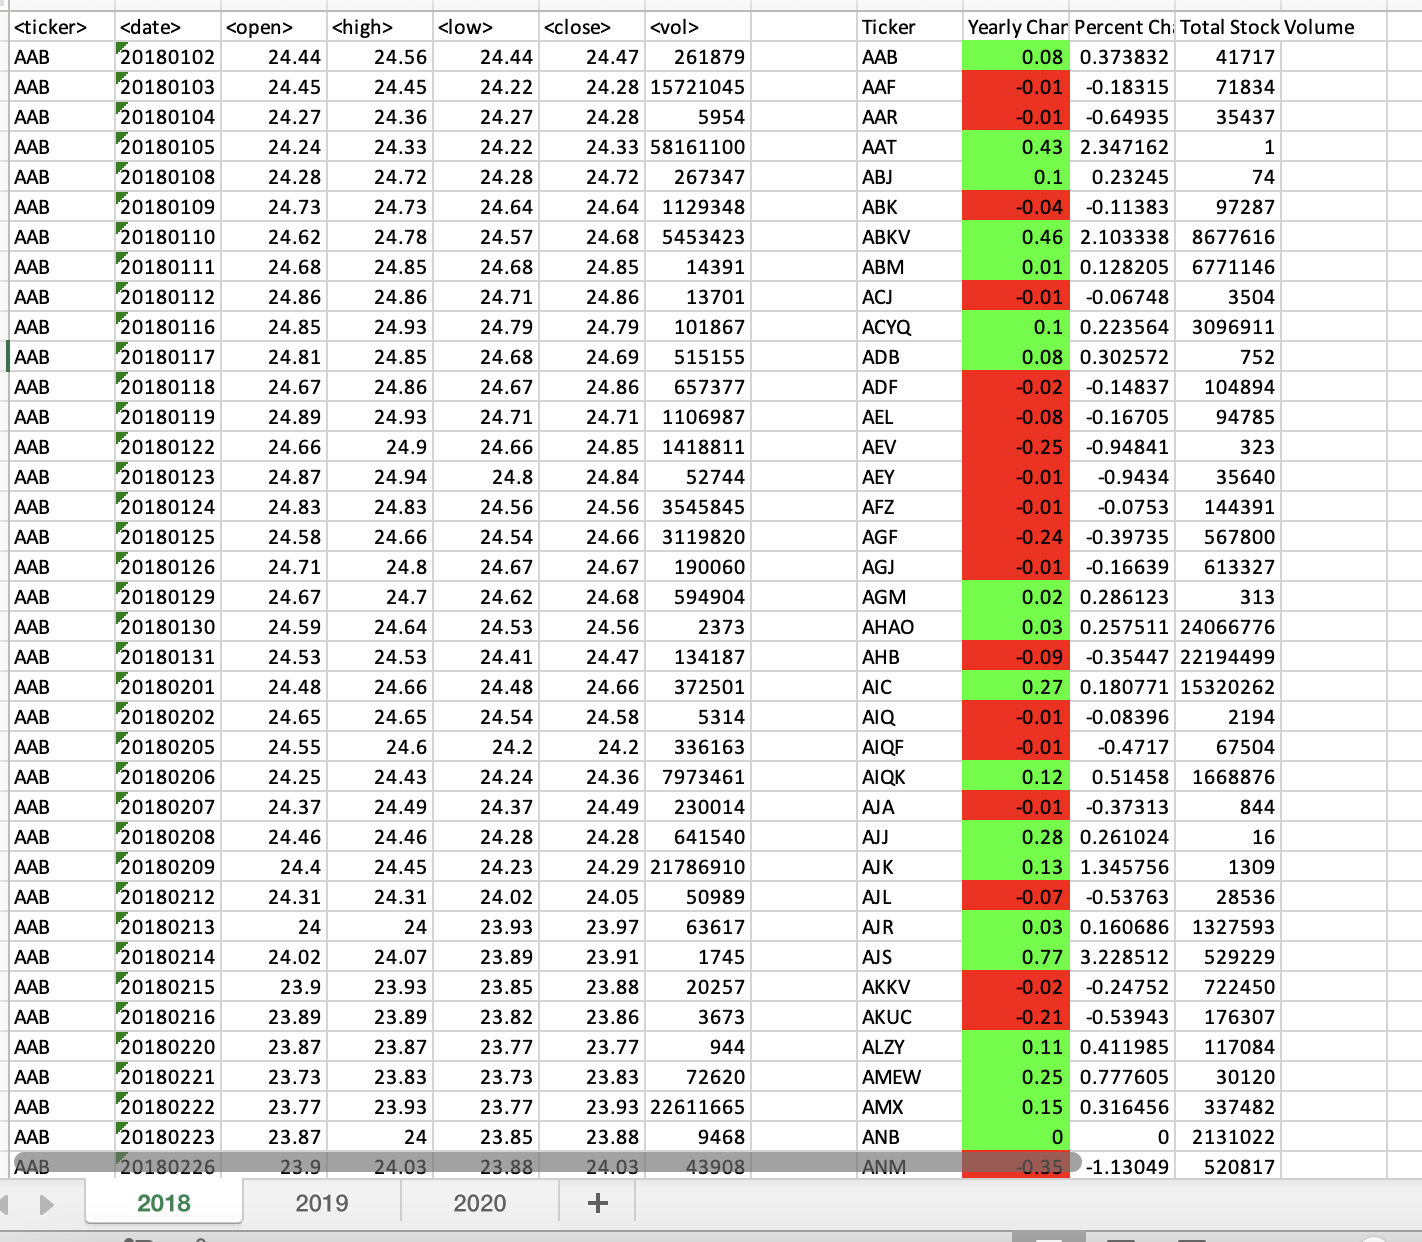 <ticker> <date> <open> <high> <low> <close> <vol> Ticker Yearly Char Percent Cha Total Stock Volume
AAB 20180102 24.44 24.56 24.44 24.47 261879 AAB 0.08 0.373832 41717
AAB 20180103 24.45 24.45 24.22 24.28 15721045 AAF -0.01 -0.18315 71834
AAB 20180104 24.27 24.36 24.27 24.28 5954 AAR -0.01 -0.64935 35437
AAB 20180105 24.24 24.33 24.22 24.33 58161100 AAT 0.43 2.347162 1
AAB 20180108 24.28 24.72 24.28 24.72 267347 ABJ 0.1 0.23245 74
AAB 20180109 24.73 24.73 24.64 24.64 1129348 ABK -0.04 -0.11383 97287
AAB 20180110 24.62 24.78 24.57 24.68 5453423 ABKV 0.46 2.103338 8677616
AAB 20180111 24.68 24.85 24.68 24.85 14391 ABM 0.01 0.128205 6771146
AAB 20180112 24.86 24.86 24.71 24.86 13701 ACJ -0.01 -0.06748 3504
AAB 20180116 24.85 24.93 24.79 24.79 101867 ACYQ 0.1 0.223564 3096911
AAB 20180117 24.81 24.85 24.68 24.69 515155 ADB 0.08 0.302572 752
AAB 20180118 24.67 24.86 24.67 24.86 657377 ADF -0.02 -0.14837 104894
AAB 20180119 24.89 24.93 24.71 24.71 1106987 AEL -0.08 -0.16705 94785
AAB 20180122 24.66 24.9 24.66 24.85 1418811 AEV -0.25 -0.94841 323
AAB 20180123 24.87 24.94 24.8 24.84 52744 AEY -0.01 -0.9434 35640
AAB 20180124 24.83 24.83 24.56 24.56 3545845 AFZ -0.01 -0.0753 144391
AAB 20180125 24.58 24.66 24.54 24.66 3119820 AGF -0.24 -0.39735 567800
AAB 20180126 24.71 24.8 24.67 24.67 190060 AGJ -0.01 -0.16639 613327
AAB 20180129 24.67 24.7 24.62 24.68 594904 AGM 0.02 0.286123 313
AAB 20180130 24.59 24.64 24.53 24.56 2373 AHAO 0.03 0.257511 24066776
AAB 20180131 24.53 24.53 24.41 24.47 134187 AHB -0.09 -0.35447 22194499
AAB 20180201 24.48 24.66 24.48 24.66 372501 AIC 0.27 0.180771 15320262
AAB 20180202 24.65 24.65 24.54 24.58 5314 AIQ -0.01 -0.08396 2194
AAB 20180205 24.55 24.6 24.2 24.2 336163 AIQF -0.01 -0.4717 67504
AAB 20180206 24.25 24.43 24.24 24.36 7973461 AIQK 0.12 0.51458 1668876
AAB 20180207 24.37 24.49 24.37 24.49 230014 AJA -0.01 -0.37313 844
AAB 20180208 24.46 24.46 24.28 24.28 641540 AJJ 0.28 0.261024 16
AAB 20180209 24.4 24.45 24.23 24.29 21786910 AJK 0.13 1.345756 1309
AAB 20180212 24.31 24.31 24.02 24.05 50989 AJL -0.07 -0.53763 28536
AAB 20180213 24 24 23.93 23.97 63617 AJR 0.03 0.160686 1327593
AAB 20180214 24.02 24.07 23.89 23.91 1745 AJS 0.77 3.228512 529229
AAB 20180215 23.9 23.93 23.85 23.88 20257 AKKV -0.02 -0.24752 722450
AAB 20180216 23.89 23.89 23.82 23.86 3673 AKUC -0.21 -0.53943 176307
AAB 20180220 23.87 23.87 23.77 23.77 944 ALZY 0.11 0.411985 117084
AAB 20180221 23.73 23.83 23.73 23.83 72620 AMEW 0.25 0.777605 30120
AAB 20180222 23.77 23.93 23.77 23.93 22611665 AMX 0.15 0.316456 337482
AAB 20180223 23.87 24 23.85 23.88 9468 ANB 0 0 2131022
AAB 20180226 23.9 24.03 23.88 24.03 43908 ANM -0.35 -1.13049 520817
2018 2019 2020 +